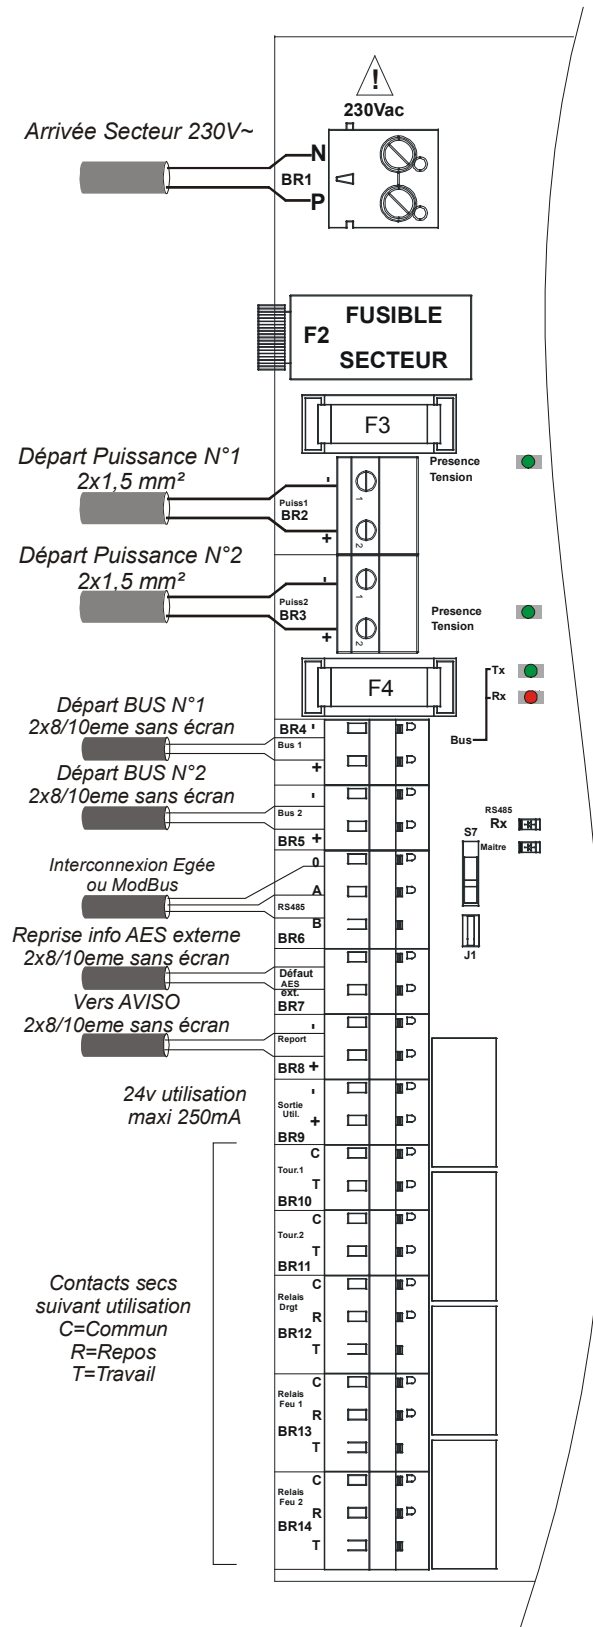 230Vac
Arrivée Secteur 230V~
N
BR1
P
FUSIBLE
F2
SECTEUR
F3
Départ Puissance N°1
2x1,5 mm²
Presence
Tension
-
Puiss1
BR2
+
1
2
Départ Puissance N°2
2x1,5 mm²
-
Puiss2
BR3
+
1
2
Presence
Tension
F4
Tx
Rx
Bus
Départ BUS N°1
2x8/10eme sans écran
BR4 -
Bus 1
+
Départ BUS N°2
2x8/10eme sans écran
-
Bus 2
BR5 +
RS485
Rx
S7
Maitre
J1
Interconnexion Egée
ou ModBus
0
A
RS485
B
BR6
Reprise info AES externe
2x8/10eme sans écran
Défaut
AES
ext.
BR7
Vers AVISO
2x8/10eme sans écran
-
Report
BR8 +
24v utilisation
maxi 250mA
-
Sortie
Util.
+
BR9
C
Tour.1
T
BR10
C
Tour.2
T
BR11
Contacts secs
suivant utilisation
C=Commun
R=Repos
T=Travail
C
Relais
Drgt
R
BR12
T
C
Relais
Feu 1
R
BR13
T
C
Relais
Feu 2
R
BR14
T